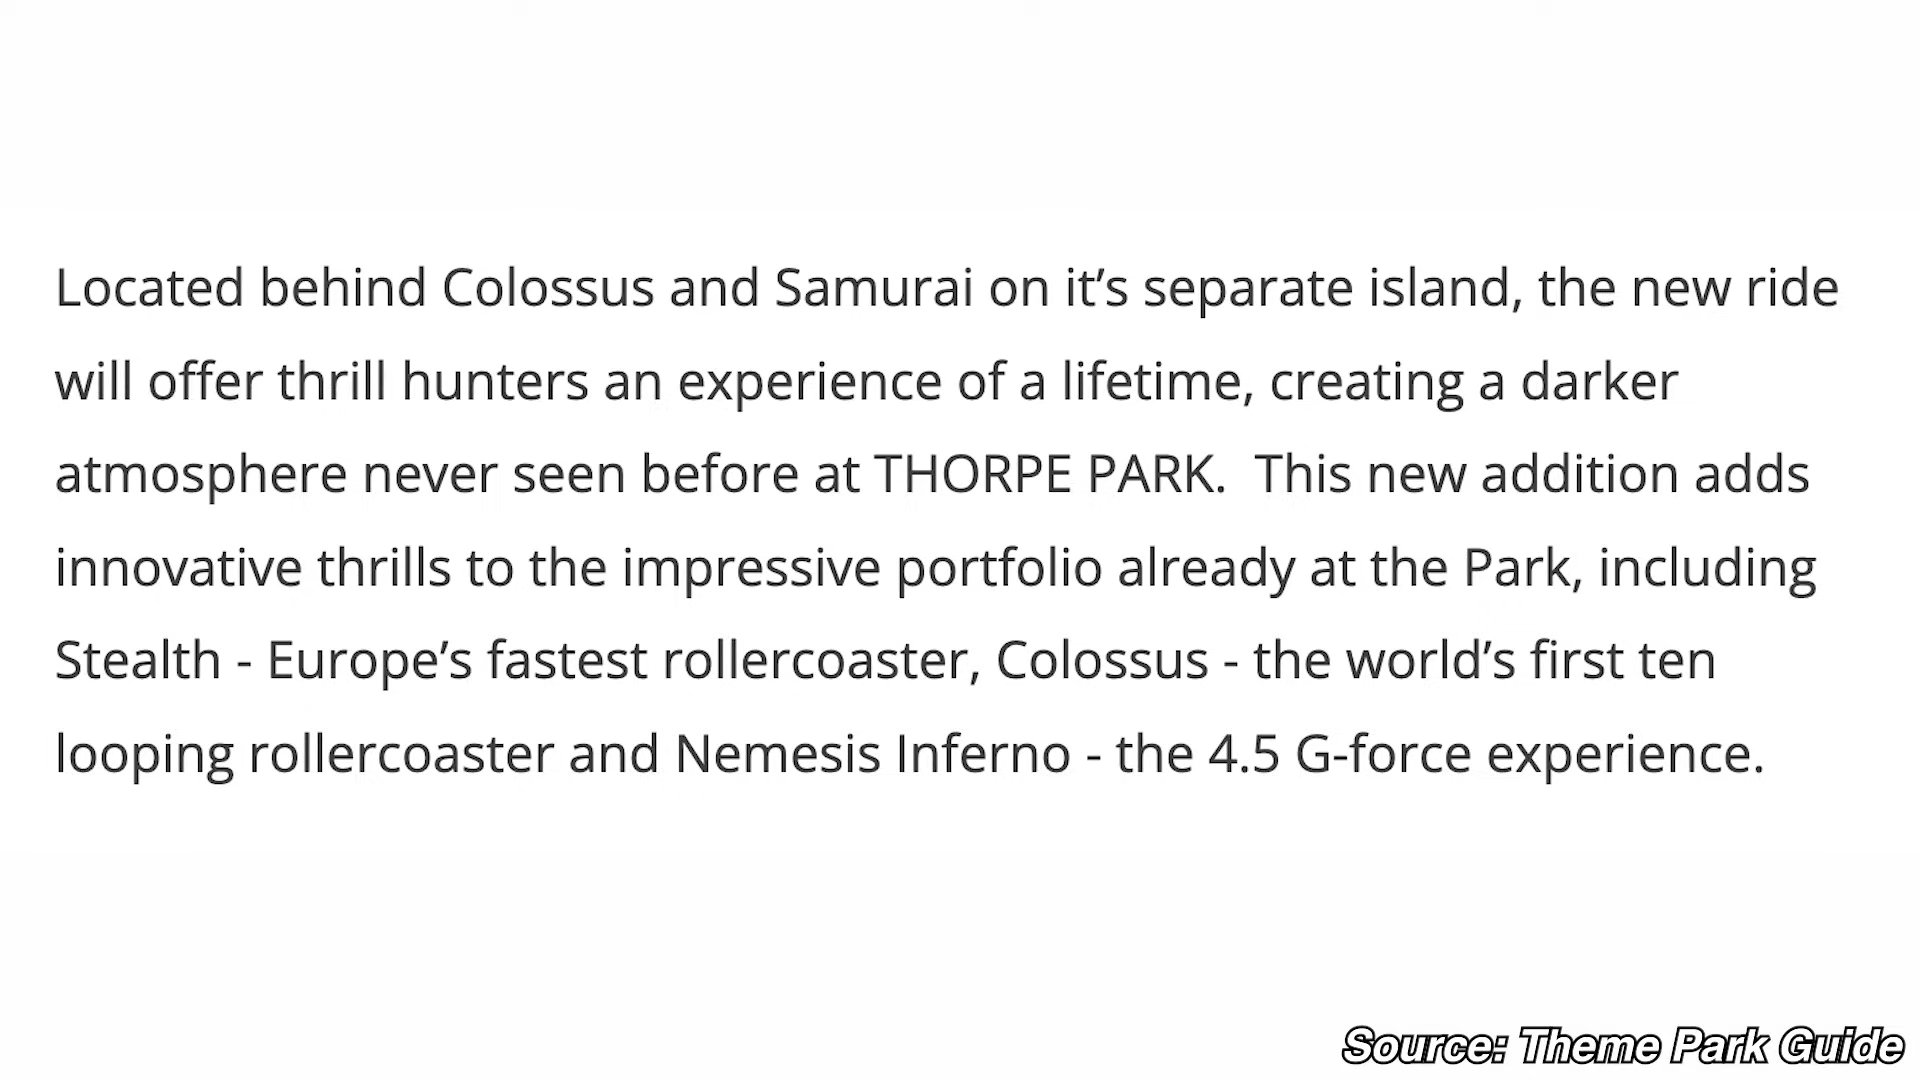 Located behind Colossus and Samurai on it’s separate island, the new ride
will offer thrill hunters an experience of a lifetime, creating a darker
atmosphere never seen before at THORPE PARK.  This new addition adds
innovative thrills to the impressive portfolio already at the Park, including
Stealth - Europe’s fastest rollercoaster, Colossus - the world’s first ten
looping rollercoaster and Nemesis Inferno - the 4.5 G-force experience.
Source: Theme Park Guide